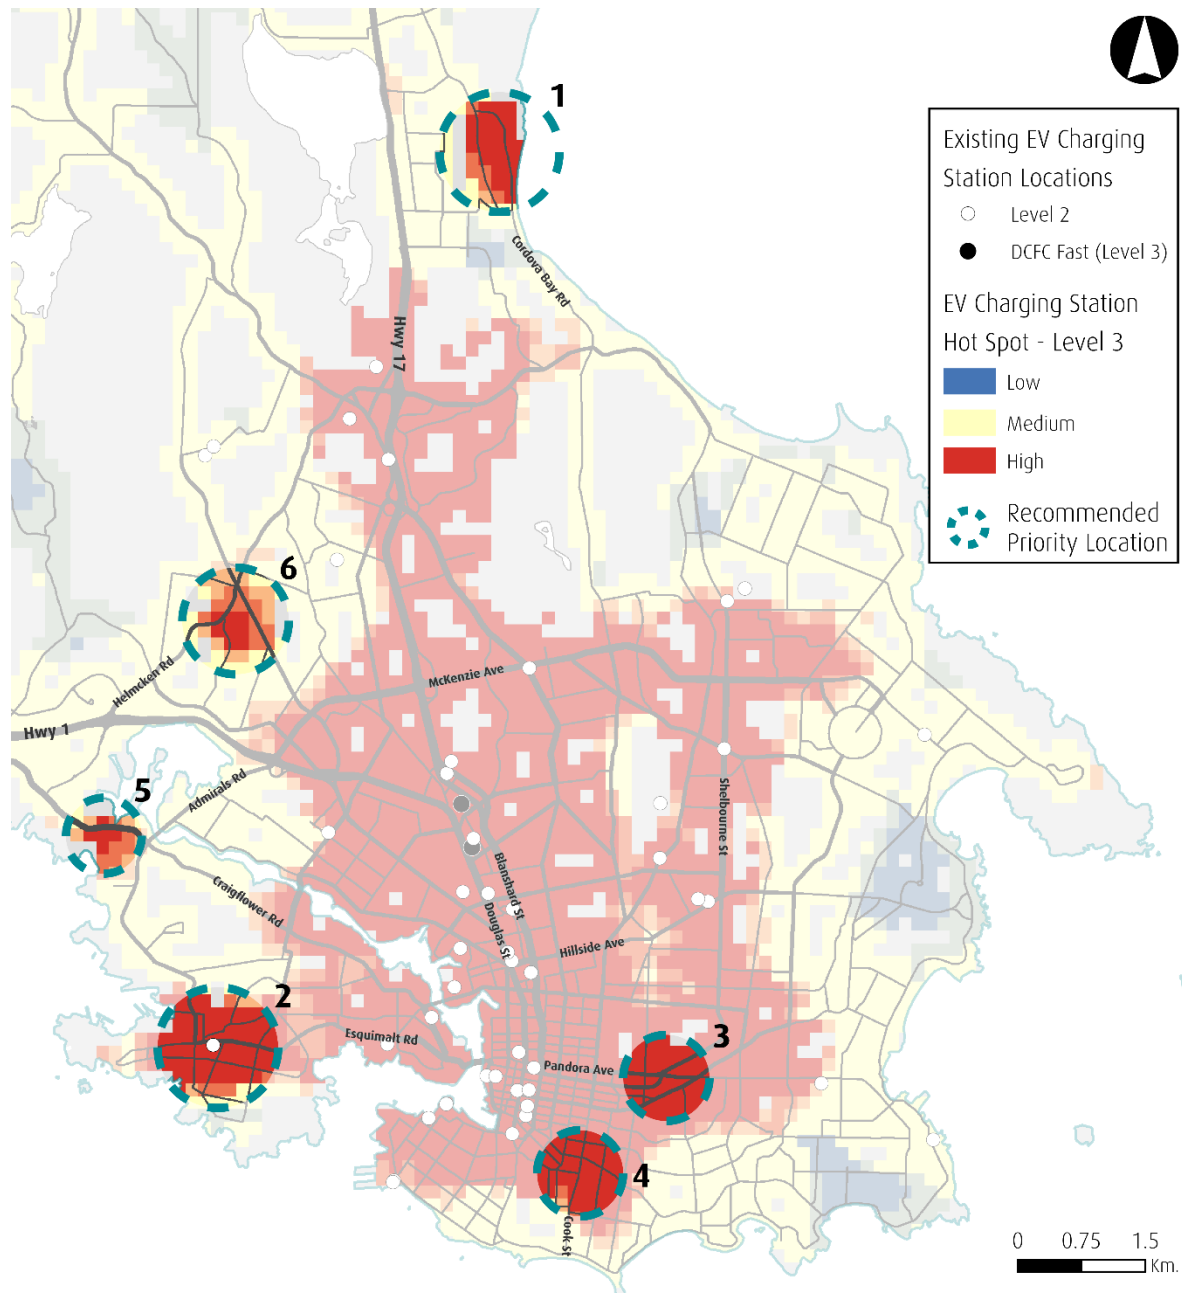 1
Existing EV Charging
Station Locations
Level 2
DCFC Fast (Level 3)
EV Charging Station
Hot Spot - Level 3
Low
Medium
High
Recommended
Priority Location
Cordova Bay Rd
Hwy 17
6
Helmcken Rd
McKenzie Ave
Hwy 1
Admirals Rd
5
Shelbourne St
Craigflower Rd
Blanshard St
Douglas St
Hillside Ave
2
Esquimalt Rd
3
Pandora Ave
4
Cook St
0 0.75 1.5
Km.